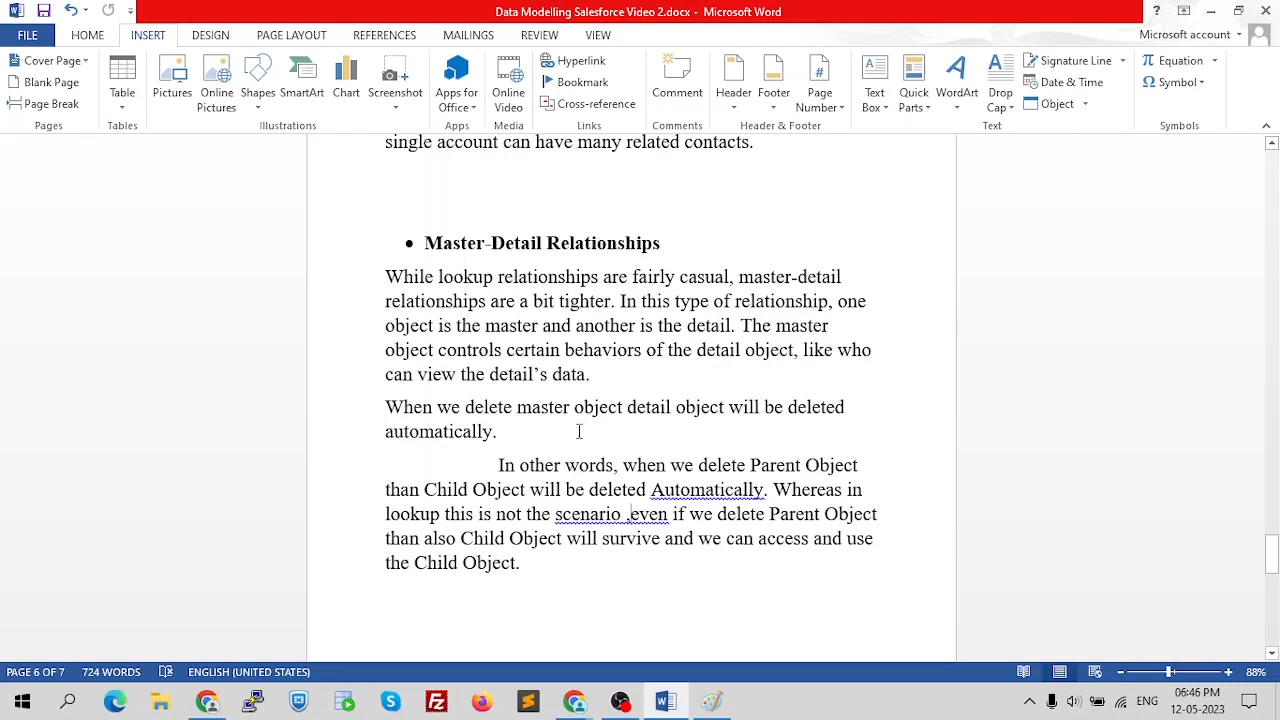 Data Modelling Salesforce Video 2.docx - Microsoft Word
?
FILE HOME INSERT DESIGN PAGE LAYOUT REFERENCES MAILINGS REVIEW VIEW Microsoft account
Cover Page
Blank Page
Page Break
Pages
Table
Tables
Pictures
Online Pictures
Shapes
SmartArt
Chart
Screenshot
Illustrations
Apps for Office
Apps
Online Video
Media
Hyperlink
Bookmark
Cross-reference
Links
Comment
Comments
Header
Footer
Page Number
Header & Footer
Text Box
Quick Parts
WordArt
Drop Cap
Signature Line
Date & Time
Object
Text
Equation
Symbol
Symbols
single account can have many related contacts.
• Master-Detail Relationships
While lookup relationships are fairly casual, master-detail
relationships are a bit tighter. In this type of relationship, one
object is the master and another is the detail. The master
object controls certain behaviors of the detail object, like who
can view the detail’s data.
When we delete master object detail object will be deleted
automatically.
In other words, when we delete Parent Object
than Child Object will be deleted Automatically. Whereas in
lookup this is not the scenario ,even if we delete Parent Object
than also Child Object will survive and we can access and use
the Child Object.
PAGE 6 OF 7 724 WORDS ENGLISH (UNITED STATES) 88%
ENG
06:46 PM
12-05-2023